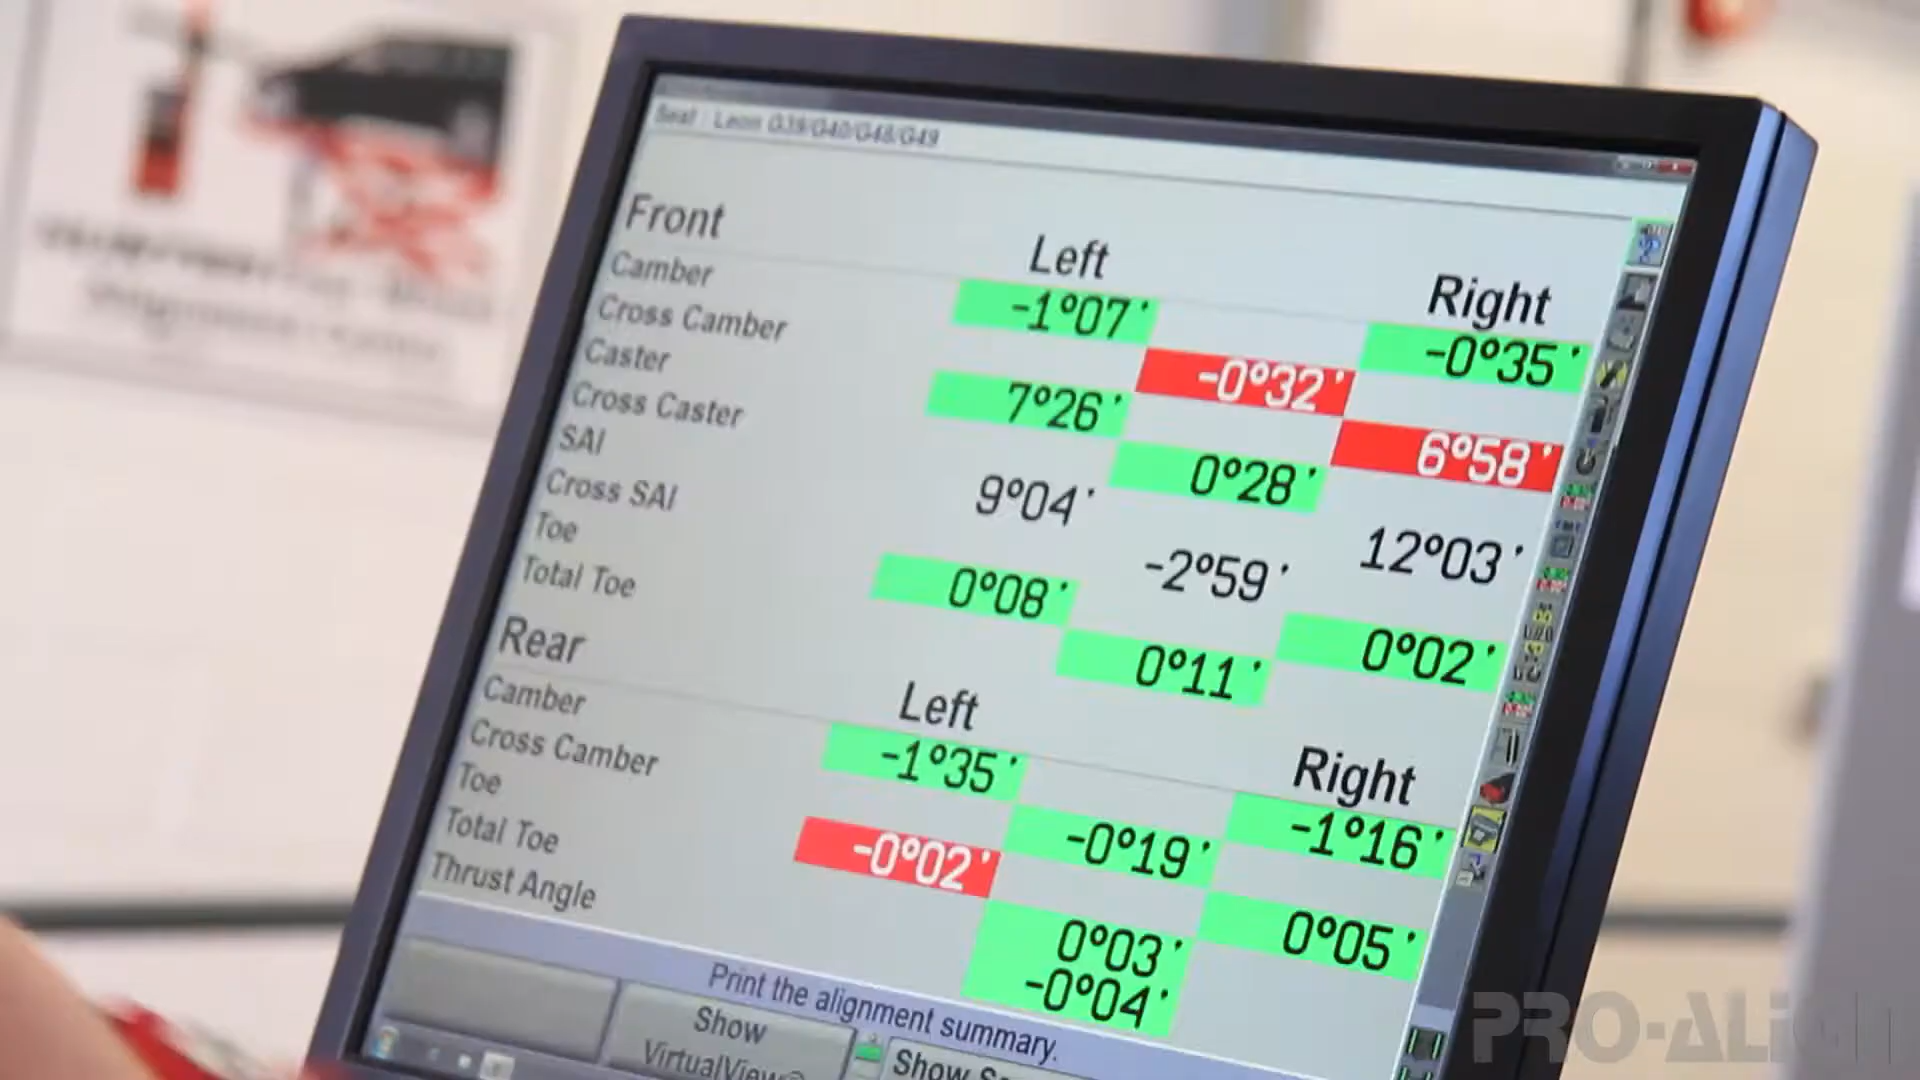 Seat : Leon G39/G40/G48/G49
Front
Left
Right
Camber
-1°07' -0°35'
Cross Camber
-0°32'
Caster
7°26' 6°58'
Cross Caster
0°28'
SAI
9°04' 12°03'
Cross SAI
-2°59'
Toe
0°08' 0°02'
Total Toe
0°11'
Rear
Left
Right
Camber
-1°35' -1°16'
Cross Camber
-0°19'
Toe
-0°02' 0°05'
Total Toe
0°03'
Thrust Angle
-0°04'
Print the alignment summary.
Show
VirtualView®
Show
PRO-ALIGN